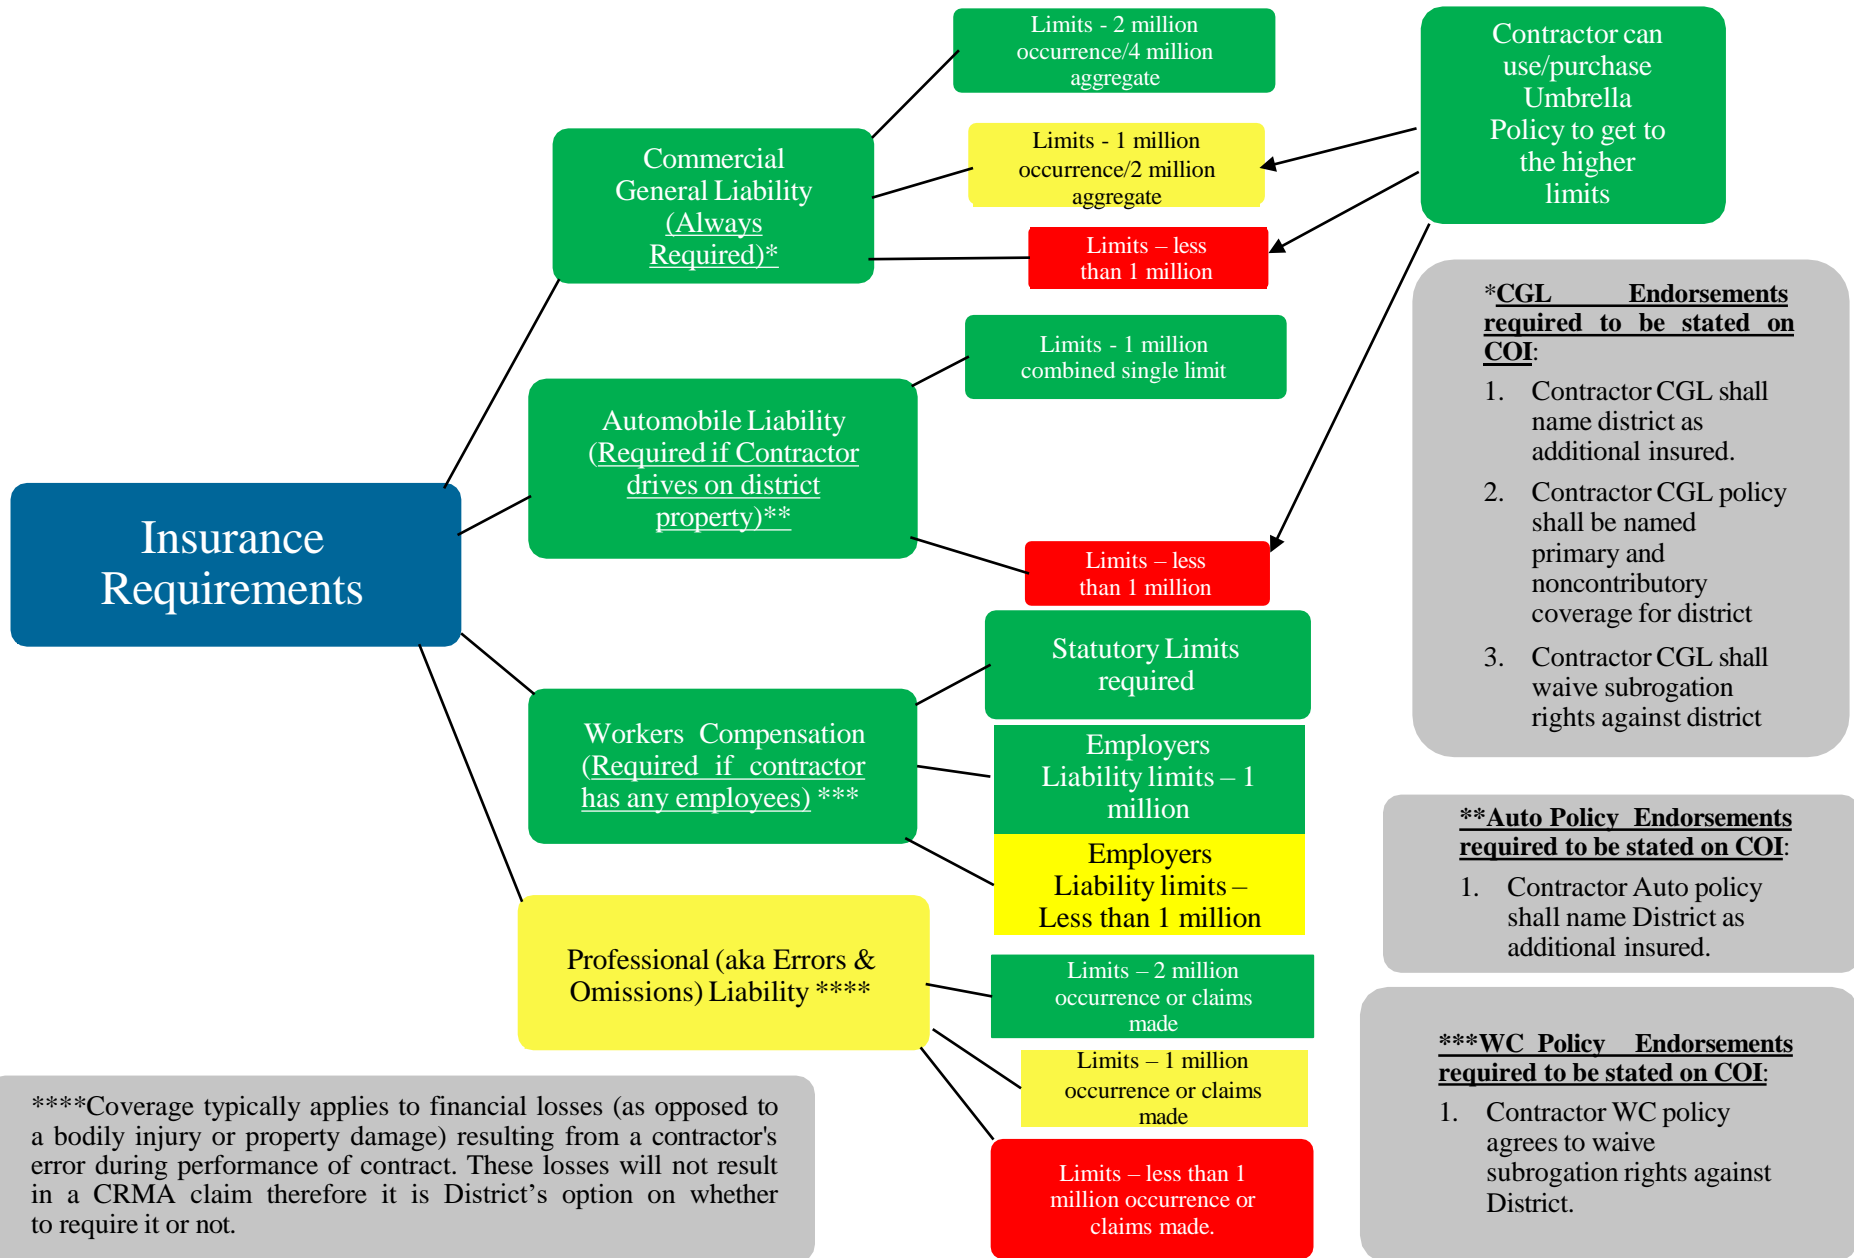 Insurance
Requirements
Commercial
General Liability
(Always
Required)*
Limits - 2 million
occurrence/4 million
aggregate
Limits - 1 million
occurrence/2 million
aggregate
Limits – less
than 1 million
Contractor can
use/purchase
Umbrella
Policy to get to
the higher
limits
Automobile Liability
(Required if Contractor
drives on district
property)**
Limits - 1 million
combined single limit
Limits – less
than 1 million
Workers Compensation
(Required if contractor
has any employees) ***
Statutory Limits
required
Employers
Liability limits – 1
million
Employers
Liability limits –
Less than 1 million
Professional (aka Errors &
Omissions) Liability ****
Limits – 2 million
occurrence or claims
made
Limits – 1 million
occurrence or claims
made
Limits – less than 1
million occurrence or
claims made.
*CGL Endorsements
required to be stated on
COI:
1. Contractor CGL shall
name district as
additional insured.
2. Contractor CGL policy
shall be named
primary and
noncontributory
coverage for district
3. Contractor CGL shall
waive subrogation
rights against district
**Auto Policy Endorsements
required to be stated on COI:
1. Contractor Auto policy
shall name District as
additional insured.
***WC Policy Endorsements
required to be stated on COI:
1. Contractor WC policy
agrees to waive
subrogation rights against
District.
****Coverage typically applies to financial losses (as opposed to
a bodily injury or property damage) resulting from a contractor's
error during performance of contract. These losses will not result
in a CRMA claim therefore it is District’s option on whether
to require it or not.